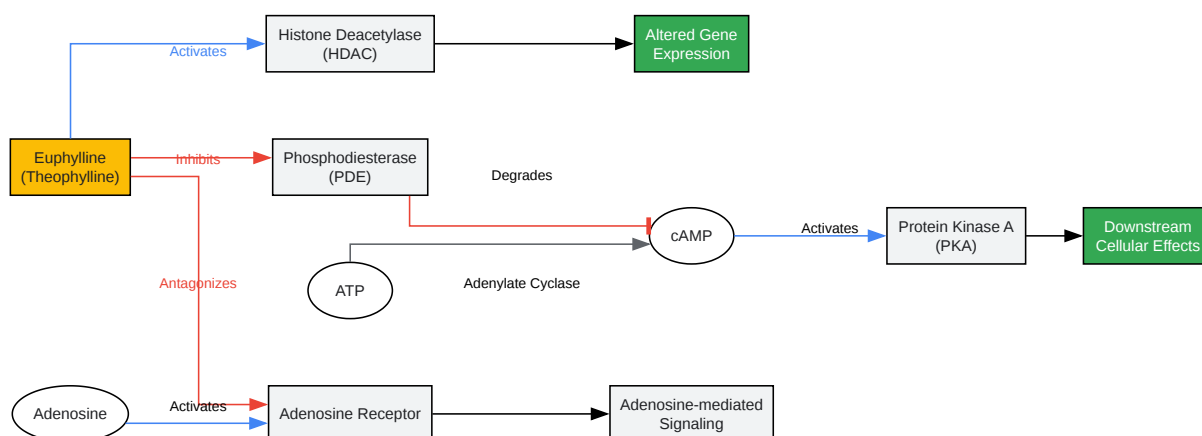 Histone Deacetylase
(HDAC)
Altered Gene
Expression
Activates
Euphylline
(Theophylline)
Inhibits
Phosphodiesterase
(PDE)
Degrades
cAMP
Activates
Protein Kinase A
(PKA)
Downstream
Cellular Effects
ATP
Adenylate Cyclase
Antagonizes
Adenosine
Activates
Adenosine Receptor
Adenosine-mediated
Signaling